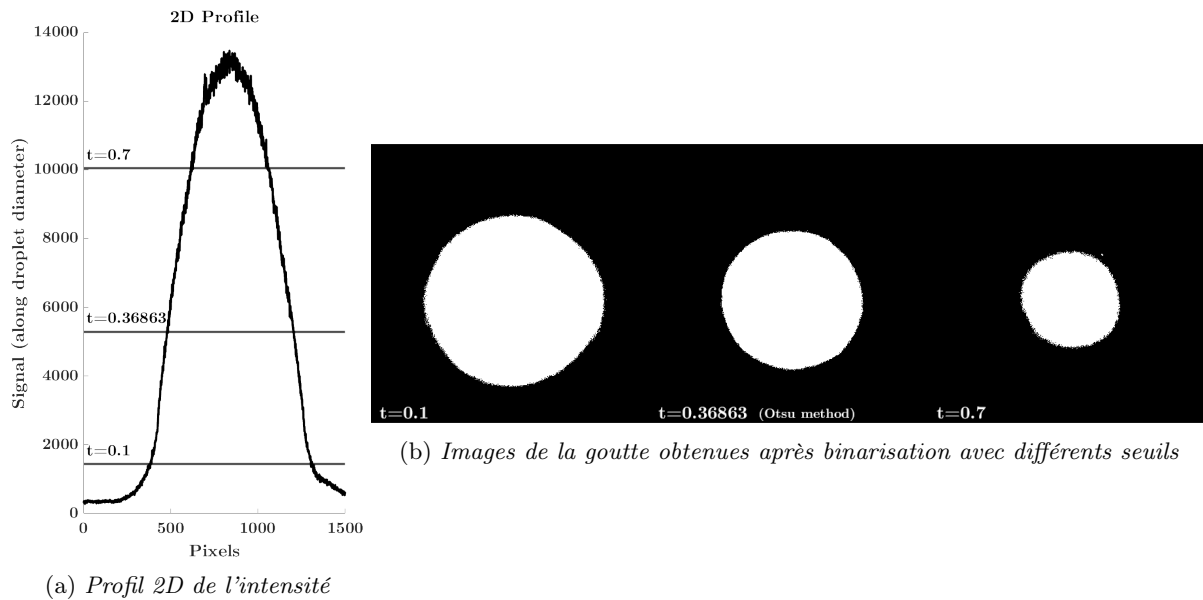 2D Profile
14000
12000
10000
8000
6000
4000
2000
0
t=0.7
t=0.36863
t=0.1
0 500 1000 1500
Pixels
Signal (along droplet diameter)
(a) Profil 2D de l'intensité
t=0.1 t=0.36863 (Otsu method) t=0.7
(b) Images de la goutte obtenues après binarisation avec différents seuils